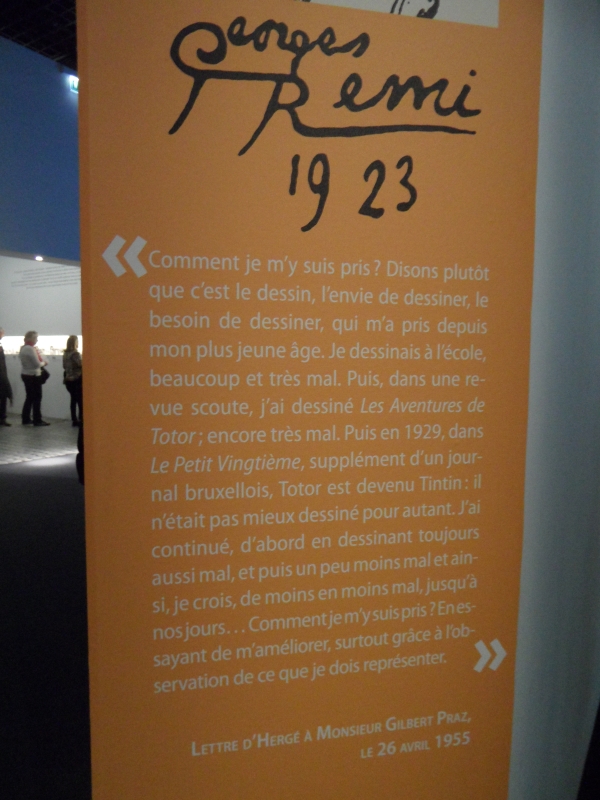 Georges
Remi
1923
« Comment je m'y suis pris ? Disons plutôt
que c'est le dessin, l'envie de dessiner, le
besoin de dessiner, qui m'a pris depuis
mon plus jeune âge. Je dessinais à l'école,
beaucoup et très mal. Puis, dans une re-
vue scoute, j'ai dessiné Les Aventures de
Totor ; encore très mal. Puis en 1929, dans
Le Petit Vingtième, supplément d'un jour-
nal bruxellois, Totor est devenu Tintin : il
n'était pas mieux dessiné pour autant. J'ai
continué, d'abord en dessinant toujours
aussi mal, et puis un peu moins mal et ain-
si, je crois, de moins en moins mal, jusqu'à
nos jours… Comment je m'y suis pris ? En es-
sayant de m'améliorer, surtout grâce à l'ob-
servation de ce que je dois représenter. »
Lettre d'Hergé à Monsieur Gilbert Praz,
le 26 avril 1955